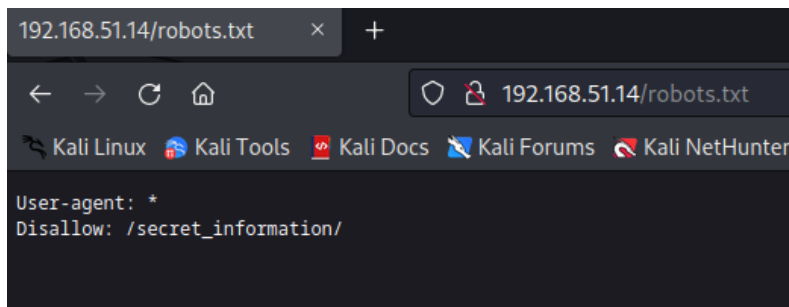 192.168.51.14/robots.txt
192.168.51.14/robots.txt
Kali Linux Kali Tools Kali Docs Kali Forums Kali NetHunter
User-agent: *
Disallow: /secret_information/